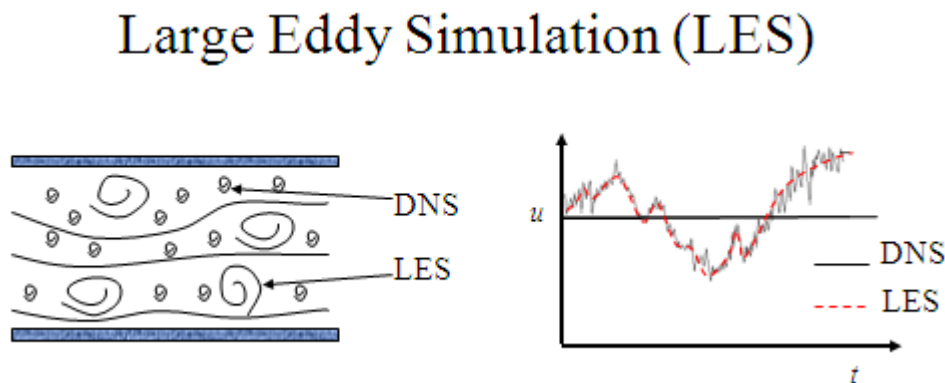 Large Eddy Simulation (LES)
DNS
LES
u
DNS
LES
t